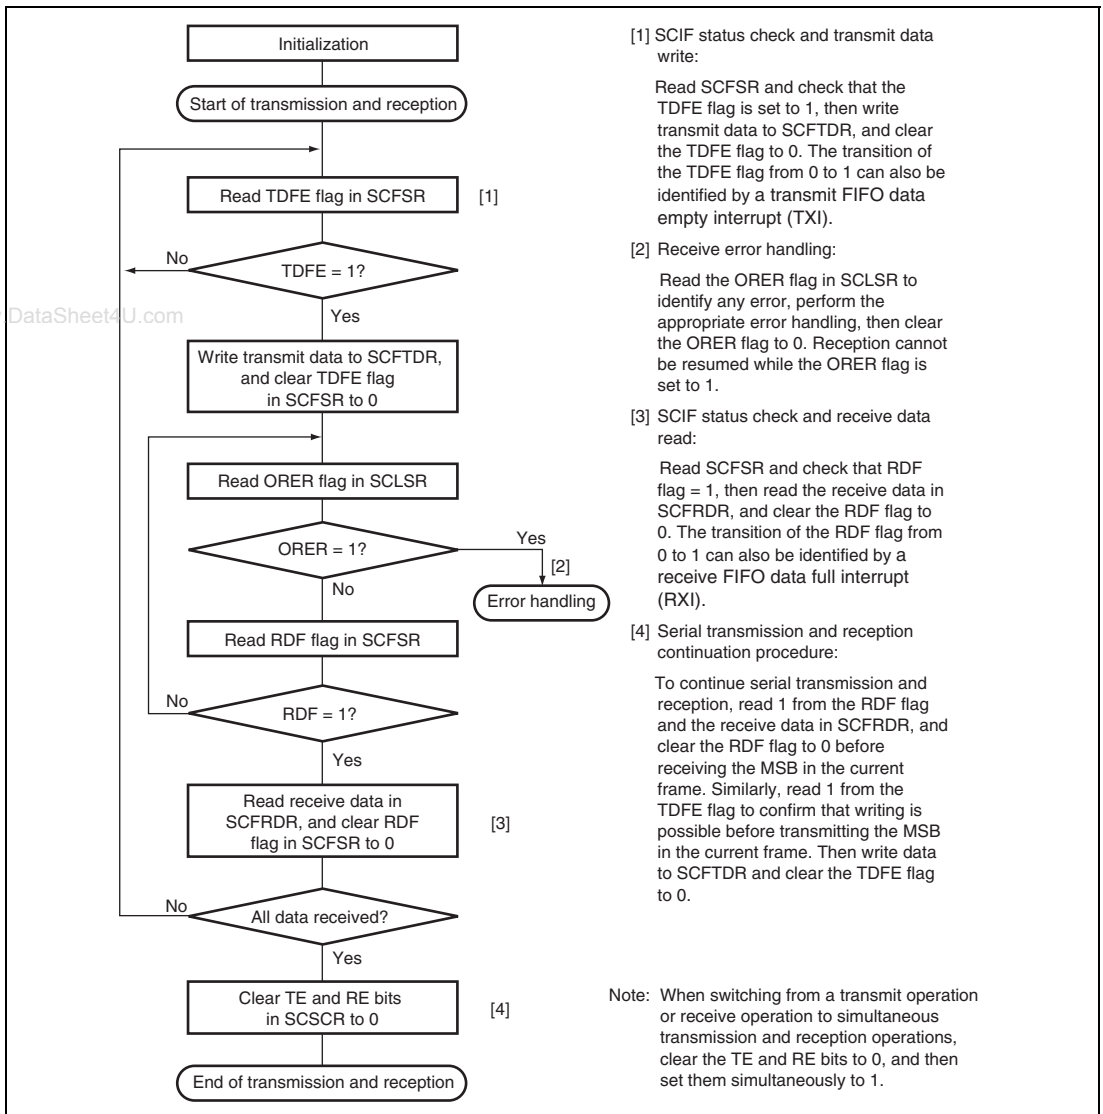 Initialization
Start of transmission and reception
Read TDFE flag in SCFSR
[1]
No
TDFE = 1?
Yes
DataSheet4U.com
Write transmit data to SCFTDR,
and clear TDFE flag
in SCFSR to 0
Read ORER flag in SCLSR
ORER = 1?
Yes
[2]
No
Error handling
Read RDF flag in SCFSR
No
RDF = 1?
Yes
Read receive data in
SCFRDR, and clear RDF
flag in SCFSR to 0
[3]
No
All data received?
Yes
Clear TE and RE bits
in SCSCR to 0
[4]
End of transmission and reception
[1] SCIF status check and transmit data
write:
Read SCFSR and check that the
TDFE flag is set to 1, then write
transmit data to SCFTDR, and clear
the TDFE flag to 0. The transition of
the TDFE flag from 0 to 1 can also be
identified by a transmit FIFO data
empty interrupt (TXI).
[2] Receive error handling:
Read the ORER flag in SCLSR to
identify any error, perform the
appropriate error handling, then clear
the ORER flag to 0. Reception cannot
be resumed while the ORER flag is
set to 1.
[3] SCIF status check and receive data
read:
Read SCFSR and check that RDF
flag = 1, then read the receive data in
SCFRDR, and clear the RDF flag to
0. The transition of the RDF flag from
0 to 1 can also be identified by a
receive FIFO data full interrupt
(RXI).
[4] Serial transmission and reception
continuation procedure:
To continue serial transmission and
reception, read 1 from the RDF flag
and the receive data in SCFRDR, and
clear the RDF flag to 0 before
receiving the MSB in the current
frame. Similarly, read 1 from the
TDFE flag to confirm that writing is
possible before transmitting the MSB
in the current frame. Then write data
to SCFTDR and clear the TDFE flag
to 0.
Note: When switching from a transmit operation
or receive operation to simultaneous
transmission and reception operations,
clear the TE and RE bits to 0, and then
set them simultaneously to 1.